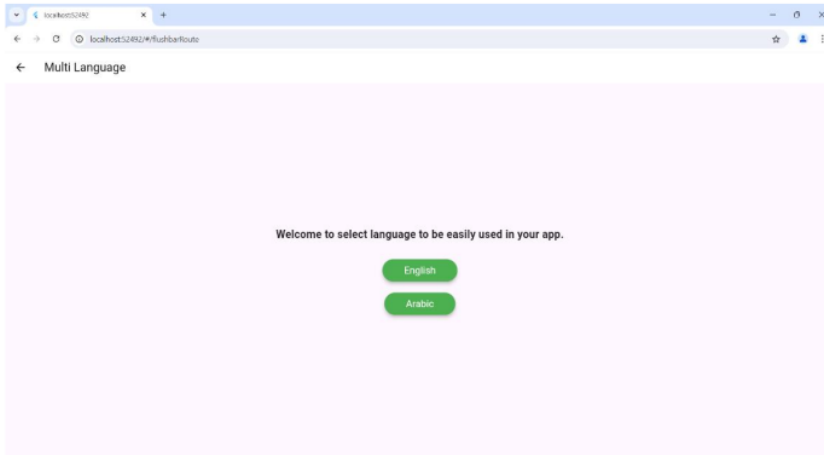 localhost:52492
localhost:52492/#/flushbarRoute
Multi Language
Welcome to select language to be easily used in your app.
English
Arabic